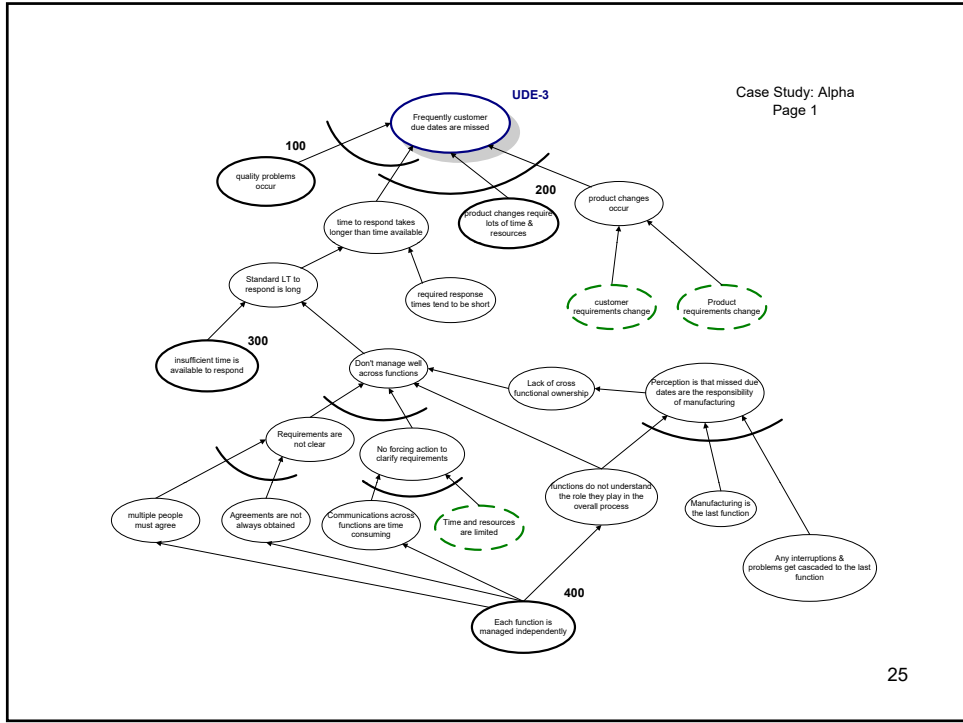 Case Study: Alpha
Page 1
UDE-3
Frequently customer
due dates are missed
100
quality problems
occur
200
product changes require
lots of time &
resources
product changes
occur
time to respond takes
longer than time available
Standard LT to
respond is long
required response
times tend to be short
customer
requirements change
Product
requirements change
300
insufficient time is
available to respond
Don't manage well
across functions
Lack of cross
functional ownership
Perception is that missed due
dates are the responsibility
of manufacturing
Requirements are
not clear
No forcing action to
clarify requirements
multiple people
must agree
Agreements are not
always obtained
Communications across
functions are time
consuming
Time and resources
are limited
functions do not understand
the role they play in the
overall process
Manufacturing is
the last function
Any interruptions &
problems get cascaded to the last
function
400
Each function is
managed independently
25